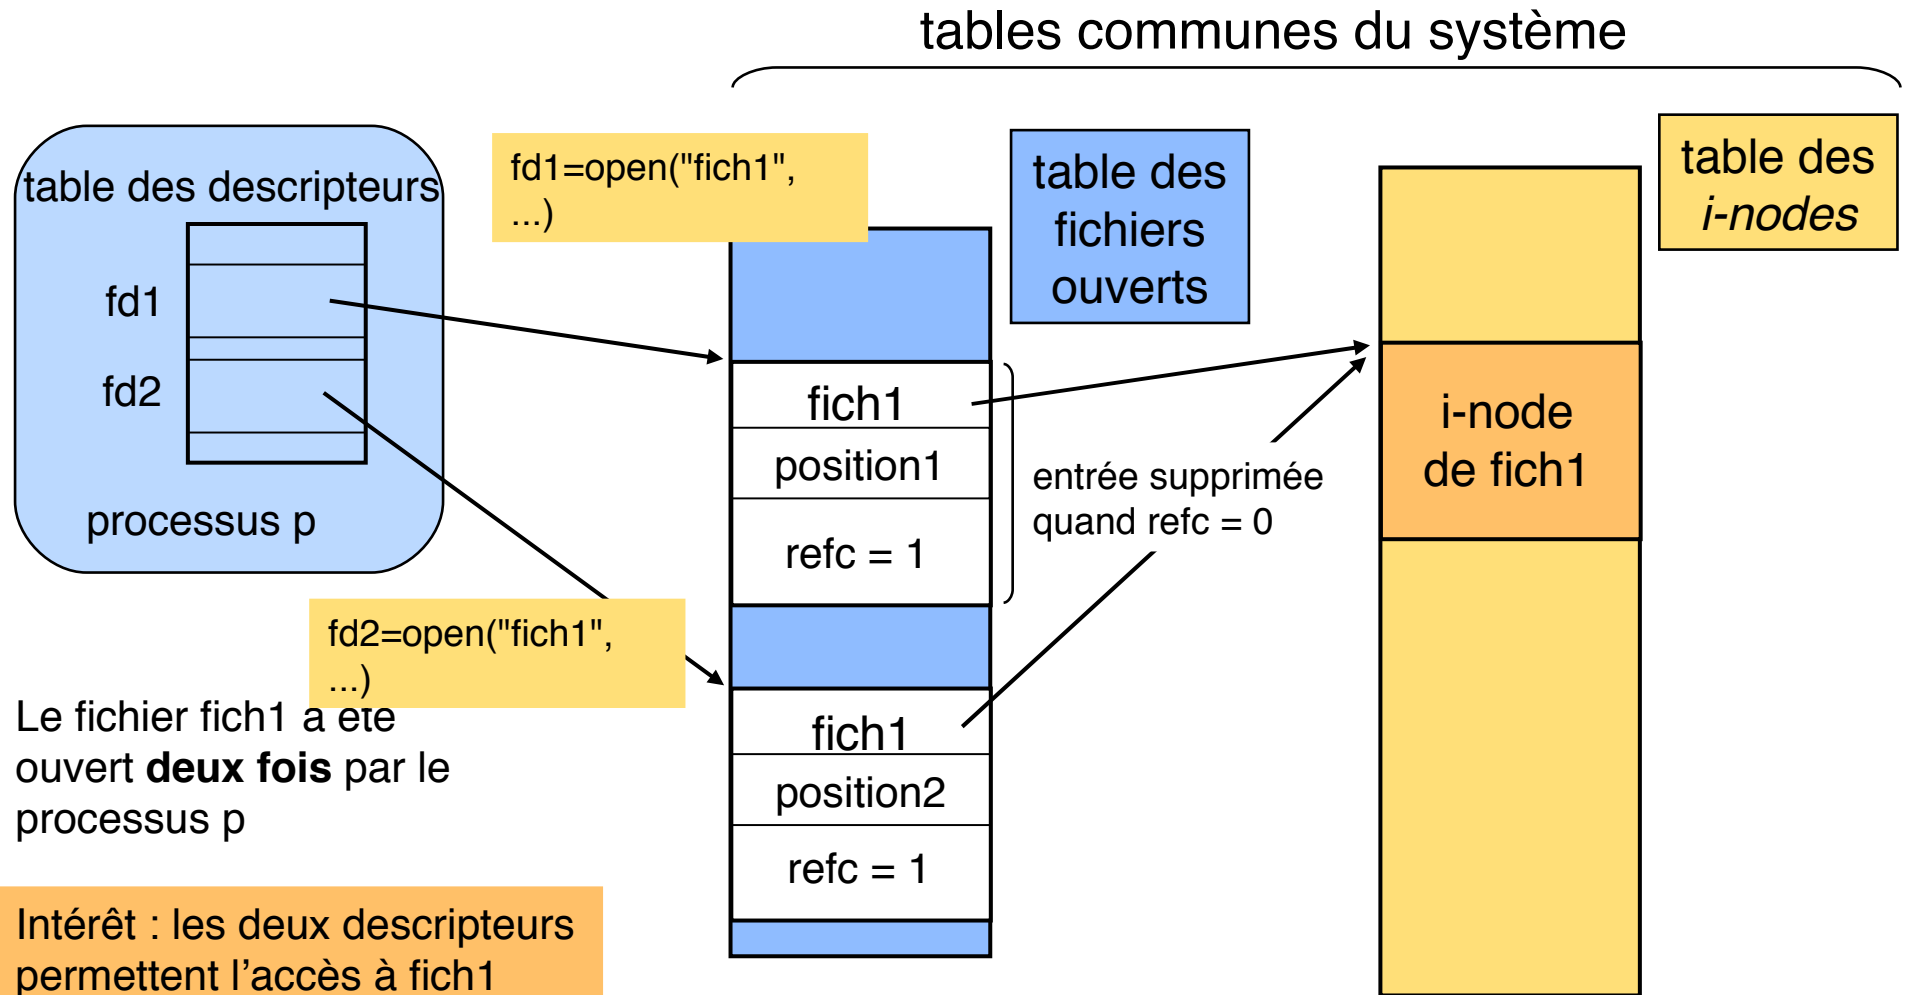 tables communes du système
table des descripteurs
fd1
fd2
processus p
fd1=open("fich1",
...)
fd2=open("fich1",
...)
table des
fichiers
ouverts
table des
i-nodes
fich1
position1
refc = 1
entrée supprimée
quand refc = 0
i-node
de fich1
fich1
position2
refc = 1
Le fichier fich1 a été
ouvert deux fois par le
processus p
Intérêt : les deux descripteurs
permettent l'accès à fich1